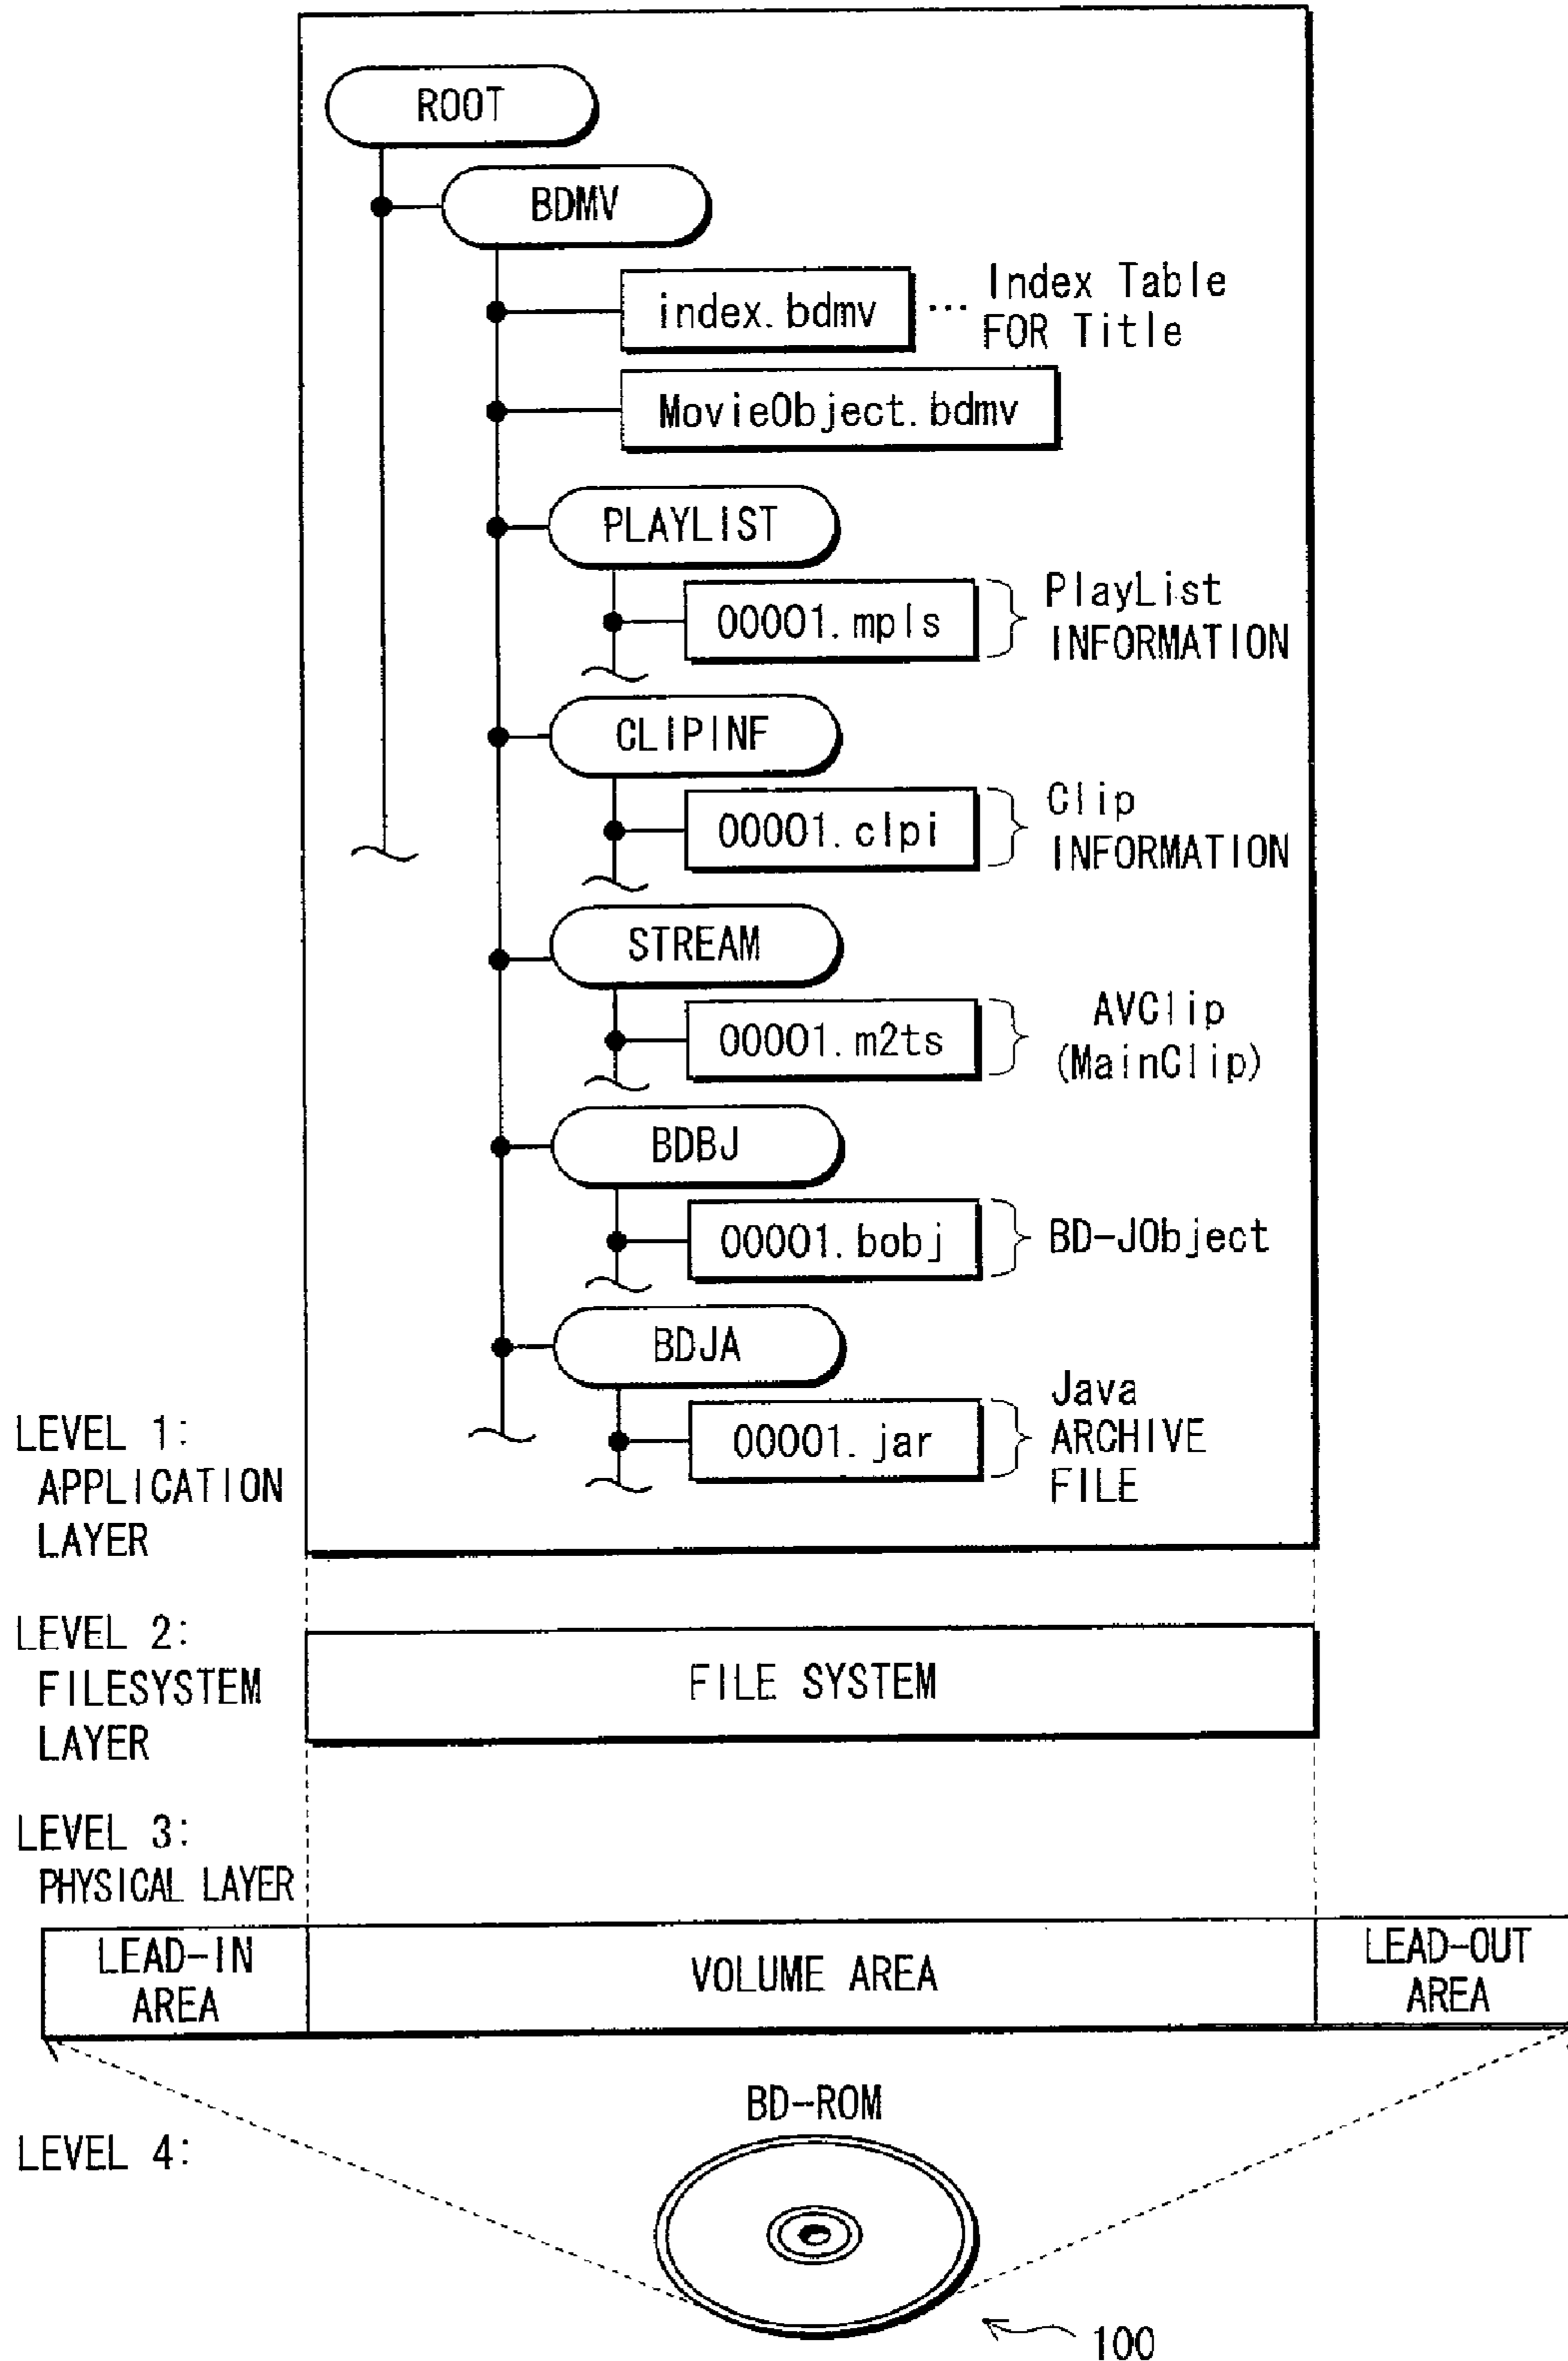 ROOT
BDMV
index.bdmv
... Index Table
FOR Title
MovieObject.bdmv
PLAYLIST
00001.mpls
PlayList
INFORMATION
CLIPINF
00001.clpi
Clip
INFORMATION
STREAM
00001.m2ts
AVClip
(MainClip)
BDBJ
00001.bobj
BD-JObject
BDJA
00001.jar
Java
ARCHIVE
FILE
LEVEL 1:
APPLICATION
LAYER
LEVEL 2:
FILESYSTEM
LAYER
FILE SYSTEM
LEVEL 3:
PHYSICAL LAYER
LEAD-IN
AREA
VOLUME AREA
LEAD-OUT
AREA
BD-ROM
LEVEL 4:
100